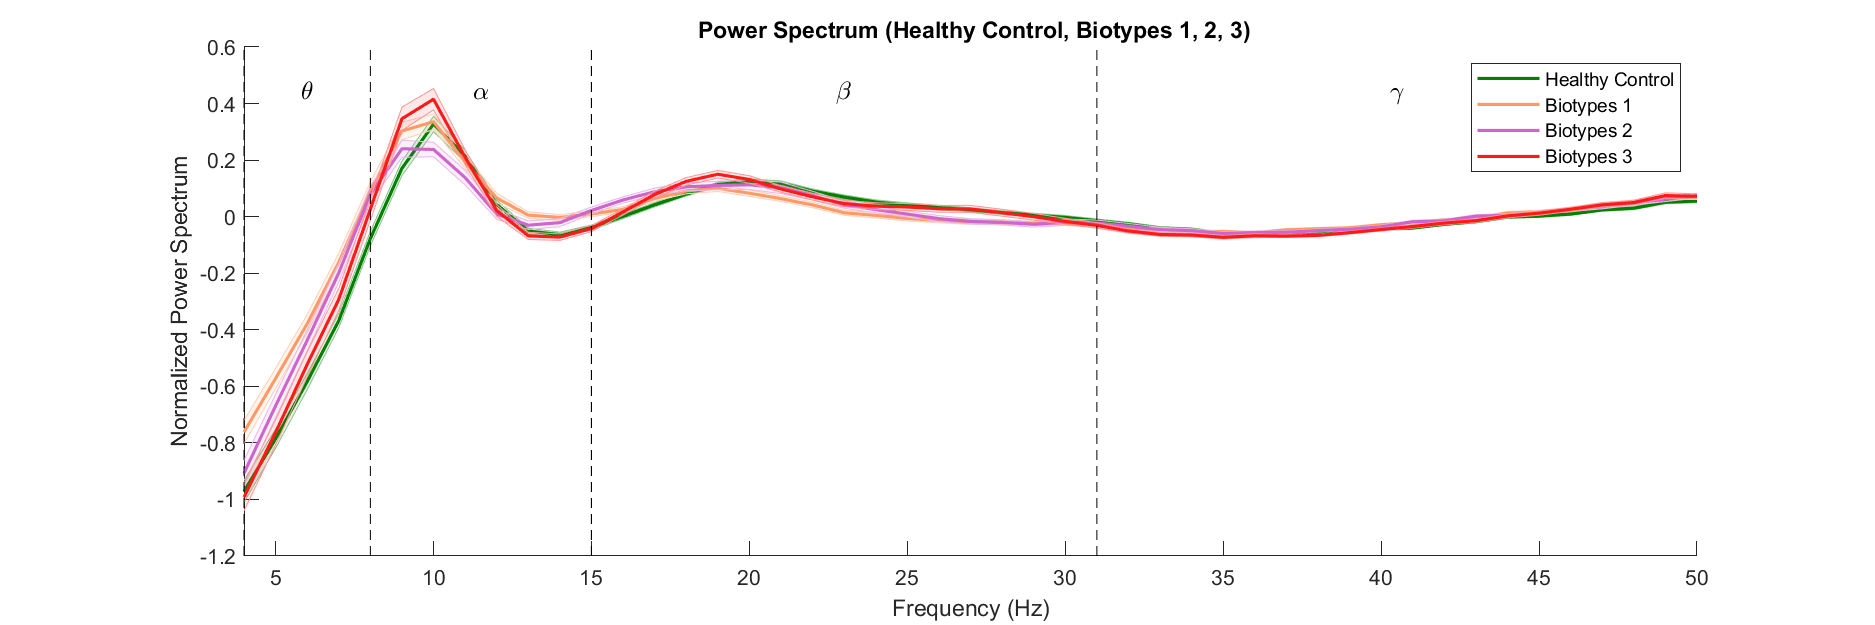 Power Spectrum (Healthy Control, Biotypes 1, 2, 3)
Normalized Power Spectrum
0.6
0.4
0.2
0
-0.2
-0.4
-0.6
-0.8
-1
-1.2
θ
α
β
γ
Healthy Control
Biotypes 1
Biotypes 2
Biotypes 3
5 10 15 20 25 30 35 40 45 50
Frequency (Hz)